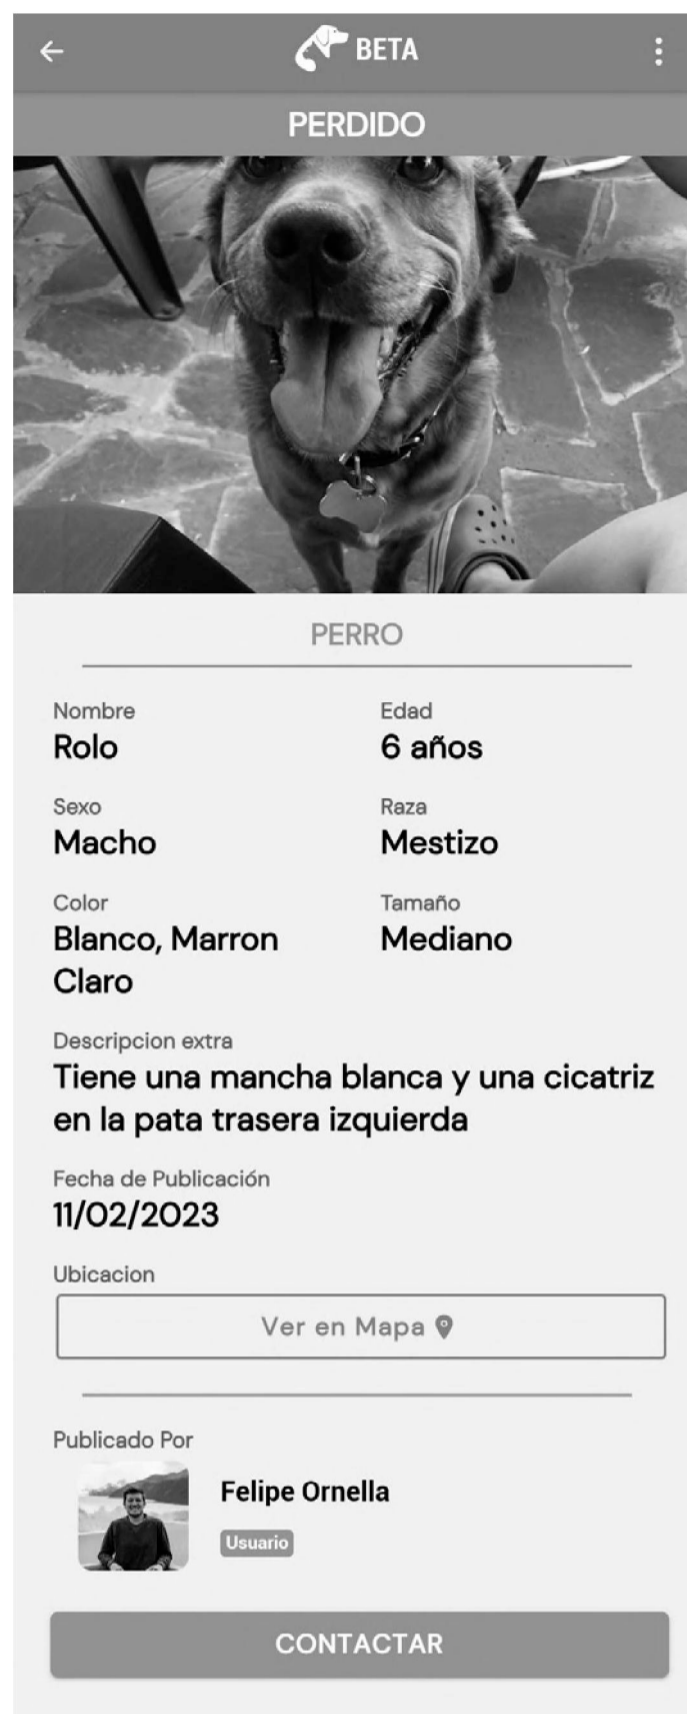 BETA
PERDIDO
PERRO
Nombre
Rolo
Edad
6 años
Sexo
Macho
Raza
Mestizo
Color
Blanco, Marron
Claro
Tamaño
Mediano
Descripcion extra
Tiene una mancha blanca y una cicatriz
en la pata trasera izquierda
Fecha de Publicación
11/02/2023
Ubicacion
Ver en Mapa
Publicado Por
Felipe Ornella
Usuario
CONTACTAR